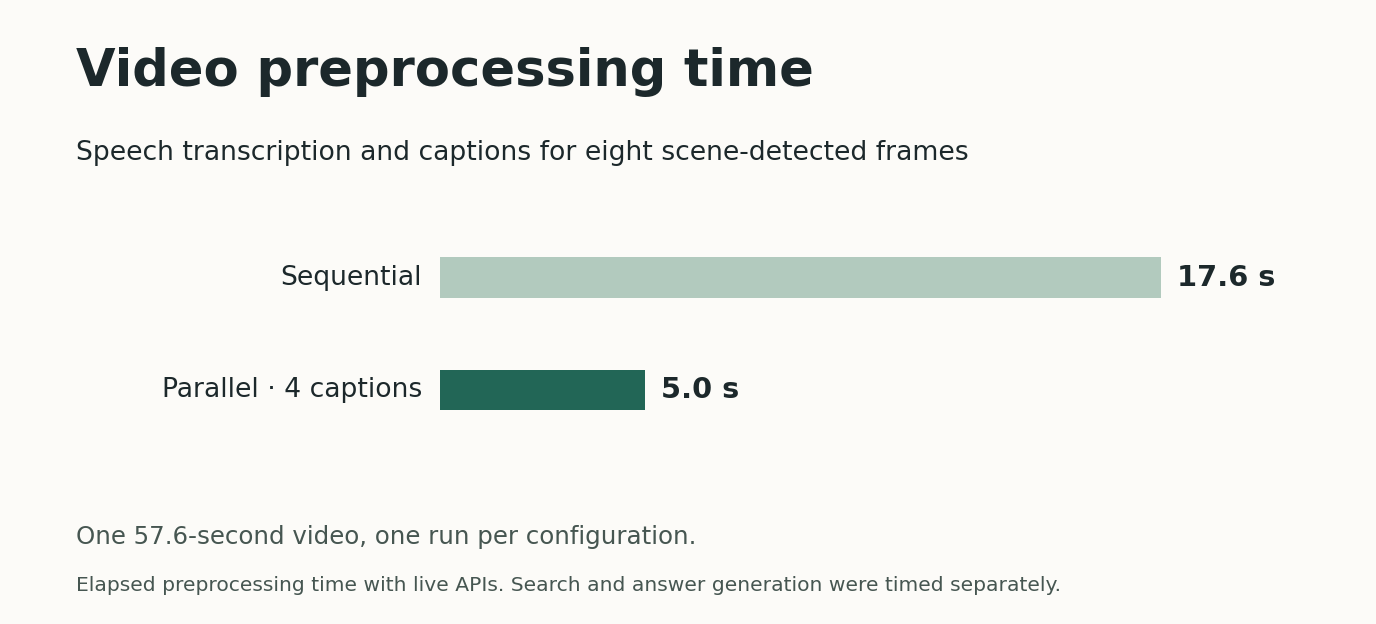 Video preprocessing time
Speech transcription and captions for eight scene-detected frames
Sequential 17.6 s
Parallel · 4 captions 5.0 s
One 57.6-second video, one run per configuration.
Elapsed preprocessing time with live APIs. Search and answer generation were timed separately.